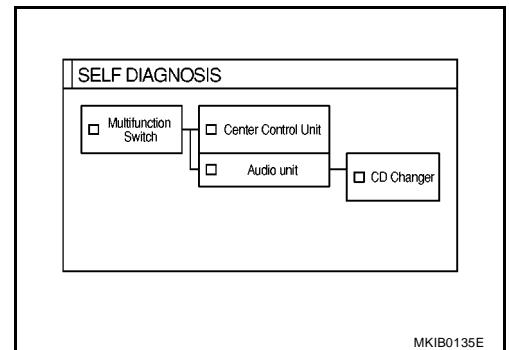 SELF DIAGNOSIS
Multifunction
Switch
Center Control Unit
Audio unit
CD Changer
MKIB0135E